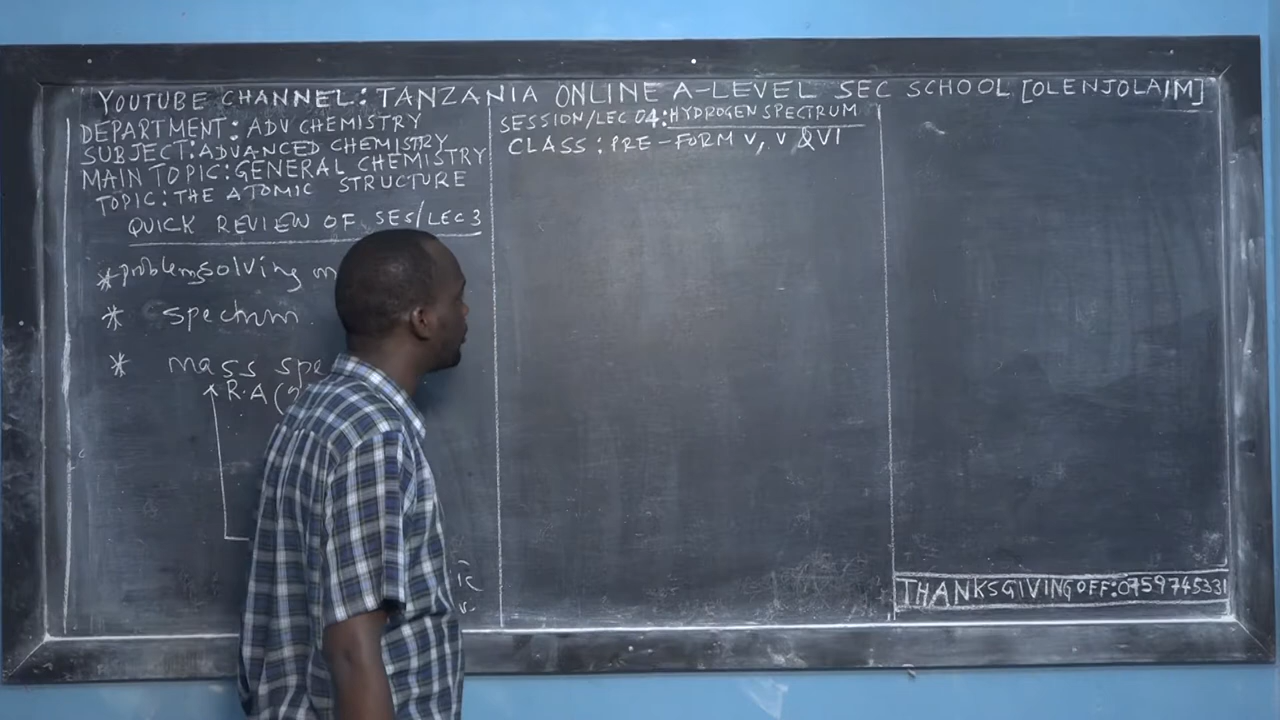 YOUTUBE CHANNEL: TANZANIA ONLINE A-LEVEL SEC SCHOOL [OLENJOLAIM]
DEPARTMENT: ADV CHEMISTRY
SUBJECT: ADVANCED CHEMISTRY
MAIN TOPIC: GENERAL CHEMISTRY
TOPIC: THE ATOMIC STRUCTURE
QUICK REVIEW OF SES/LEC 3
* problem solving
* spectrum.
* mass
R.A
SESSION/LEC 04: HYDROGEN SPECTRUM
CLASS: PRE-FORM V, V & VI
THANKSGIVING OFF: 0759745331